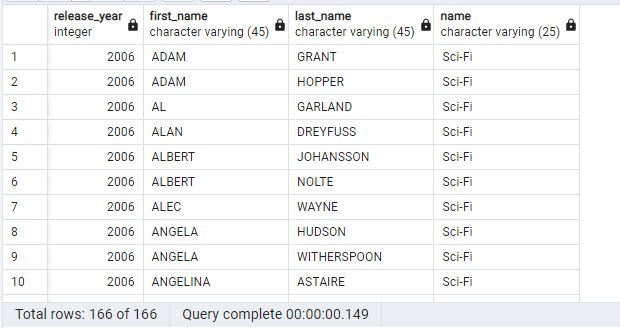 release_year first_name last_name name
integer character varying (45) character varying (45) character varying (25)
1 2006 ADAM GRANT Sci-Fi
2 2006 ADAM HOPPER Sci-Fi
3 2006 AL GARLAND Sci-Fi
4 2006 ALAN DREYFUSS Sci-Fi
5 2006 ALBERT JOHANSSON Sci-Fi
6 2006 ALBERT NOLTE Sci-Fi
7 2006 ALEC WAYNE Sci-Fi
8 2006 ANGELA HUDSON Sci-Fi
9 2006 ANGELA WITHERSPOON Sci-Fi
10 2006 ANGELINA ASTAIRE Sci-Fi
Total rows: 166 of 166 Query complete 00:00:00.149